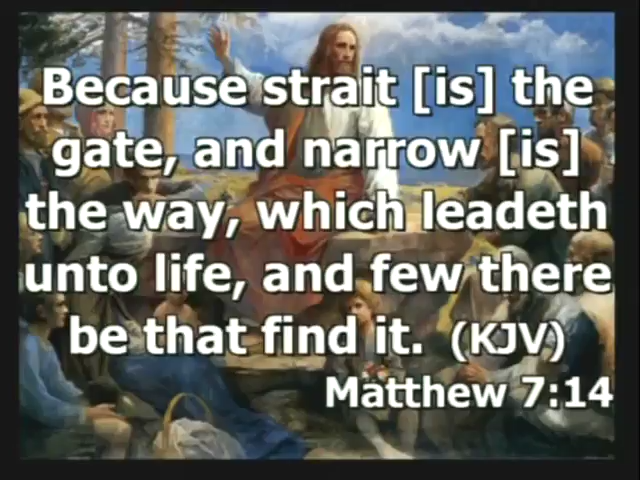 Because strait [is] the
gate, and narrow [is]
the way, which leadeth
unto life, and few there
be that find it. (KJV)
Matthew 7:14